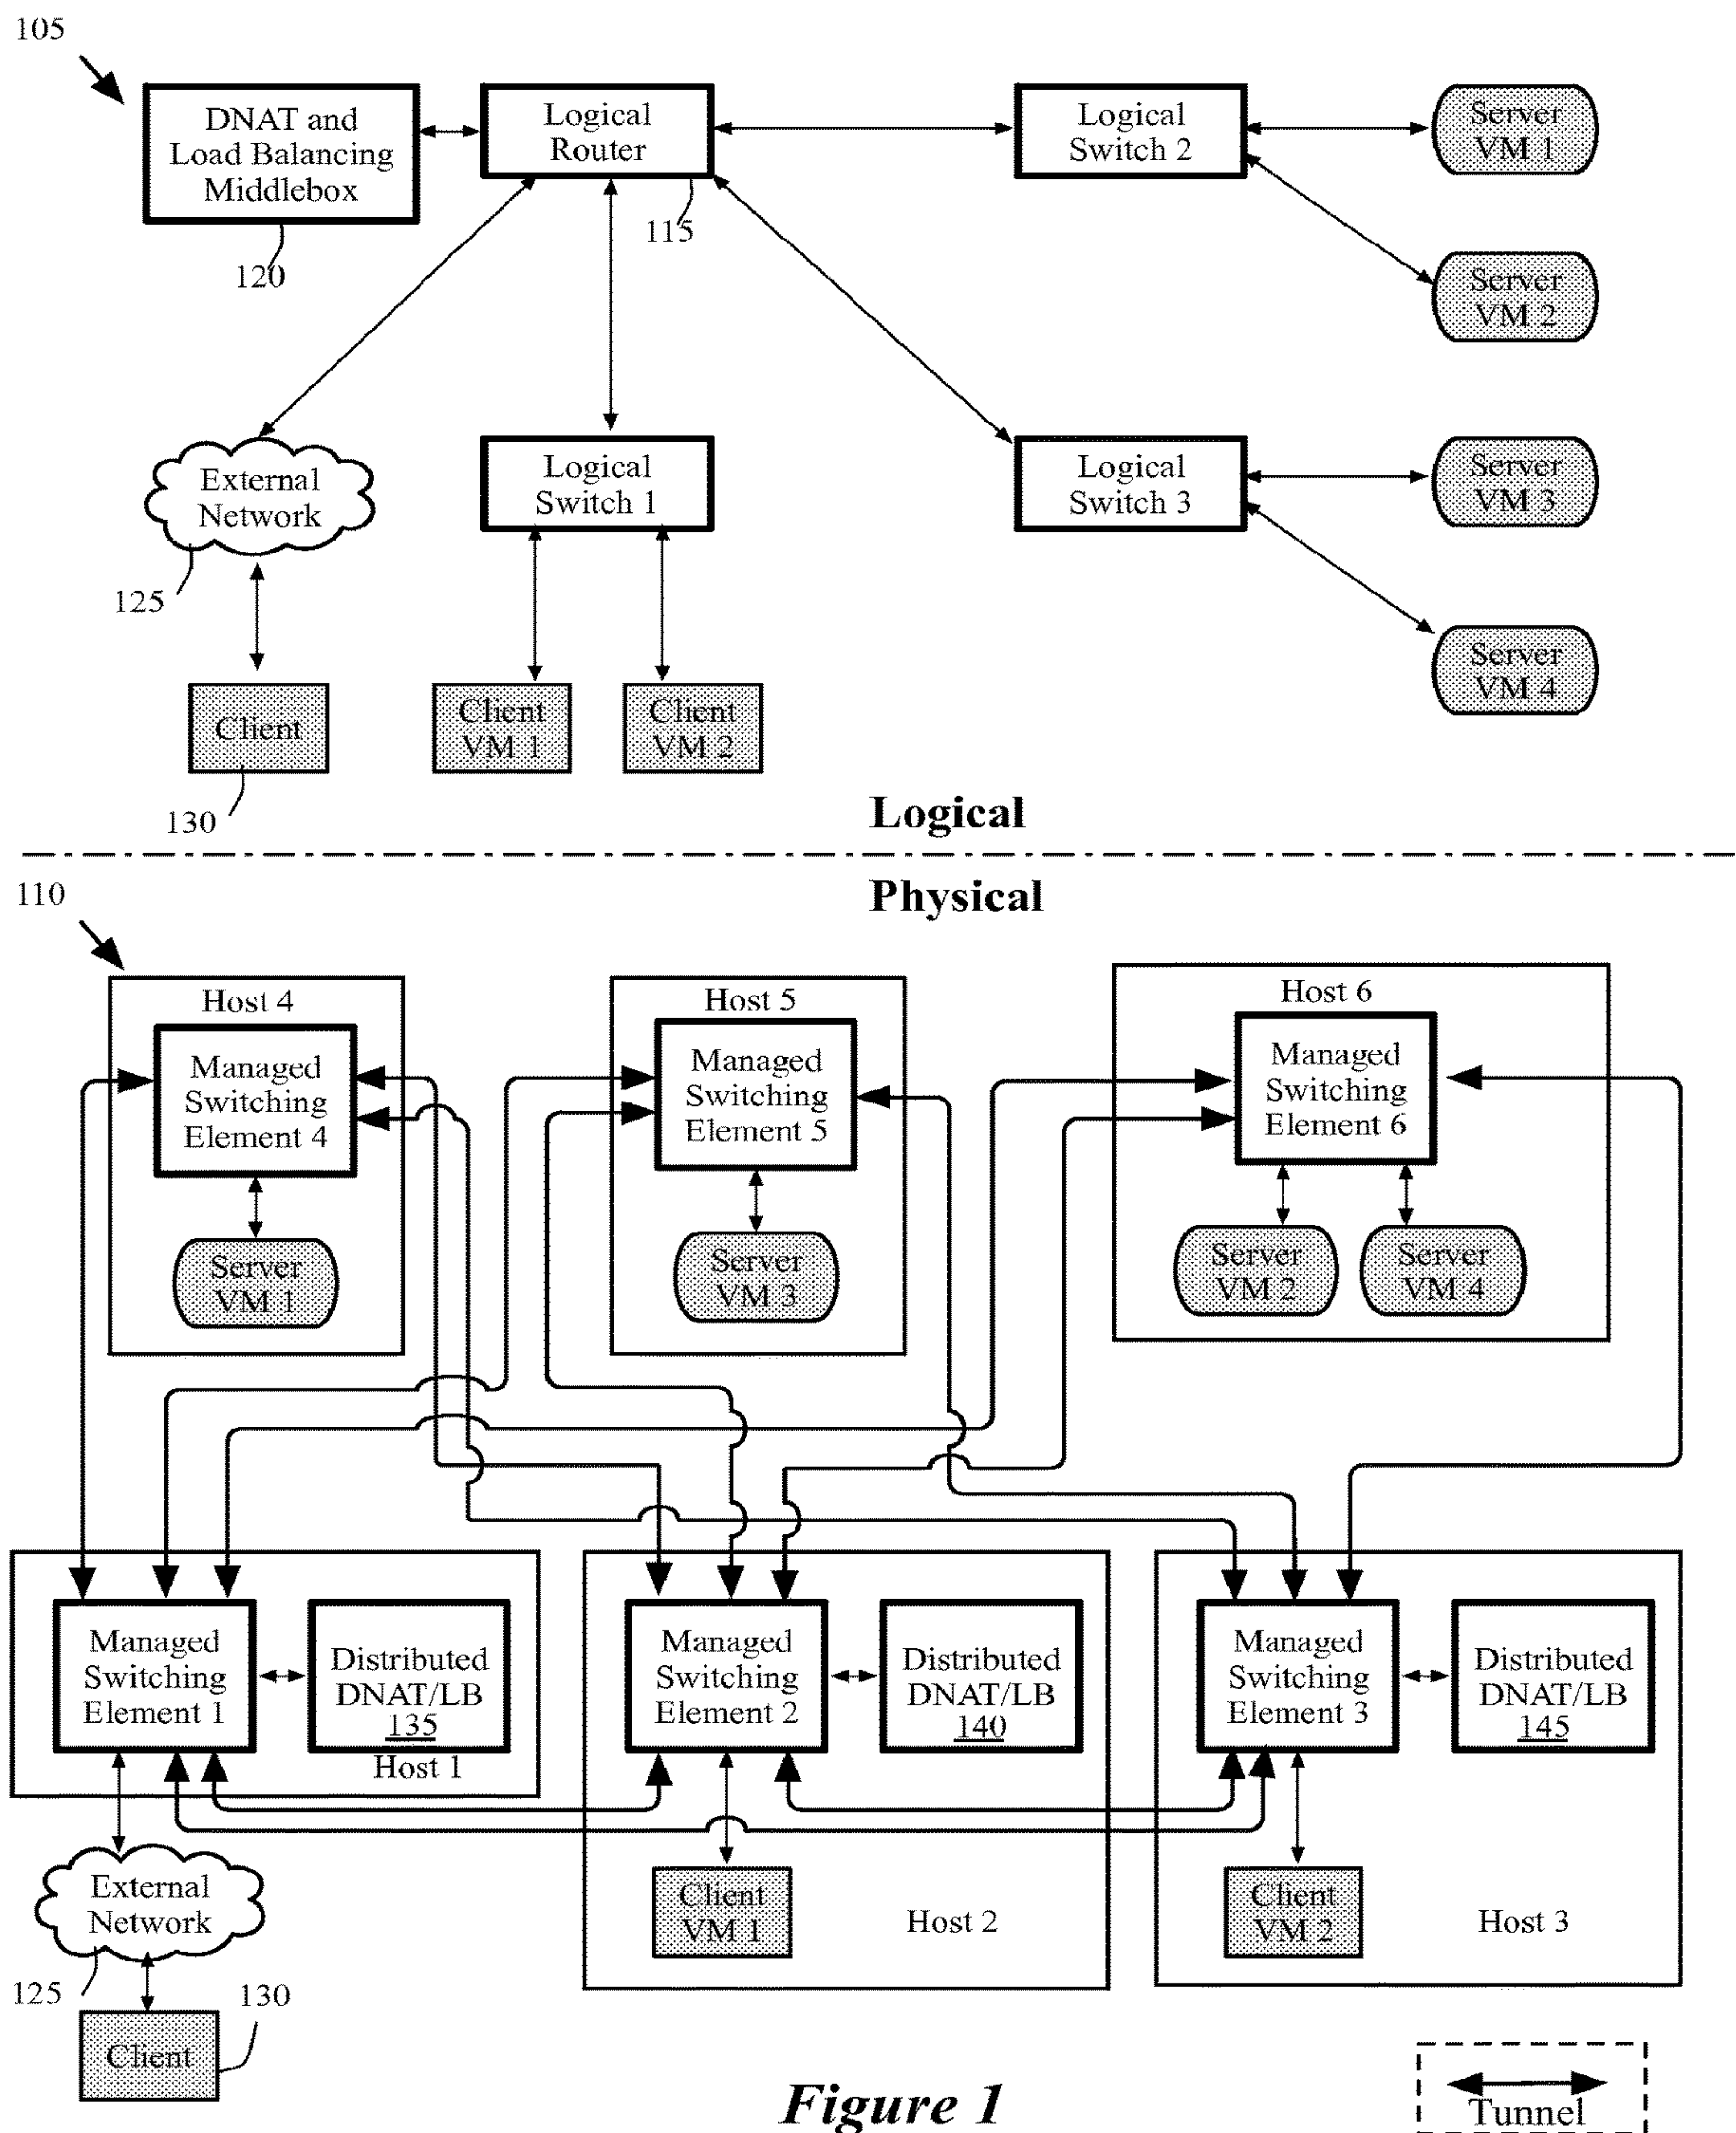 105
DNAT and
Load Balancing
Middlebox
120
Logical
Router
115
Logical
Switch 2
Server
VM 1
Server
VM 2
External
Network
125
Logical
Switch 1
Logical
Switch 3
Server
VM 3
Server
VM 4
Client
130
Client
VM 1
Client
VM 2
Logical
Physical
110
Host 4
Managed
Switching
Element 4
Server
VM 1
Host 5
Managed
Switching
Element 5
Server
VM 3
Host 6
Managed
Switching
Element 6
Server
VM 2
Server
VM 4
Managed
Switching
Element 1
Distributed
DNAT/LB
135
Host 1
Managed
Switching
Element 2
Distributed
DNAT/LB
140
Managed
Switching
Element 3
Distributed
DNAT/LB
145
External
Network
125
Client
130
Client
VM 1
Host 2
Client
VM 2
Host 3
Figure 1
Tunnel